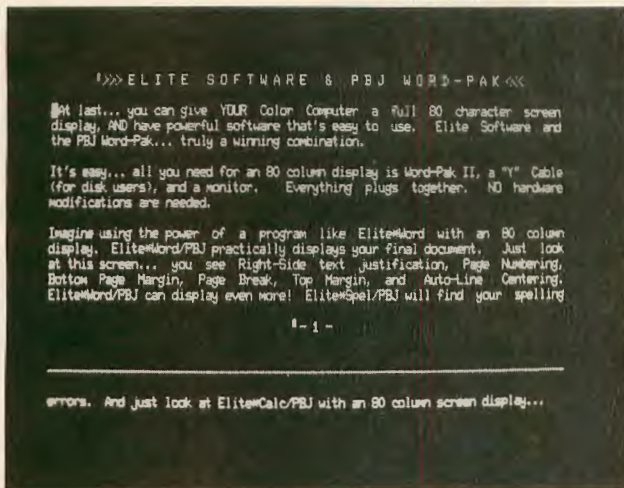 >>>ELITE SOFTWARE & PBJ WORD-PAK<<<
At last... you can give YOUR Color Computer a full 80 character screen
display, AND have powerful software that's easy to use. Elite Software and
the PBJ Word-Pak... truly a winning combination.
It's easy... all you need for an 80 column display is Word-Pak II, a "Y" Cable
(for disk users), and a monitor. Everything plugs together. NO hardware
modifications are needed.
Imagine using the power of a program like Elite*Word with an 80 column
display. Elite*Word/PBJ practically displays your final document. Just look
at this screen... you see Right-Side text justification, Page Numbering,
Bottom Page Margin, Page Break, Top Margin, and Auto-Line Centering.
Elite*Word/PBJ can display even more! Elite*Spel/PBJ will find your spelling
- 1 -
errors. And just look at Elite*Calc/PBJ with an 80 column screen display...